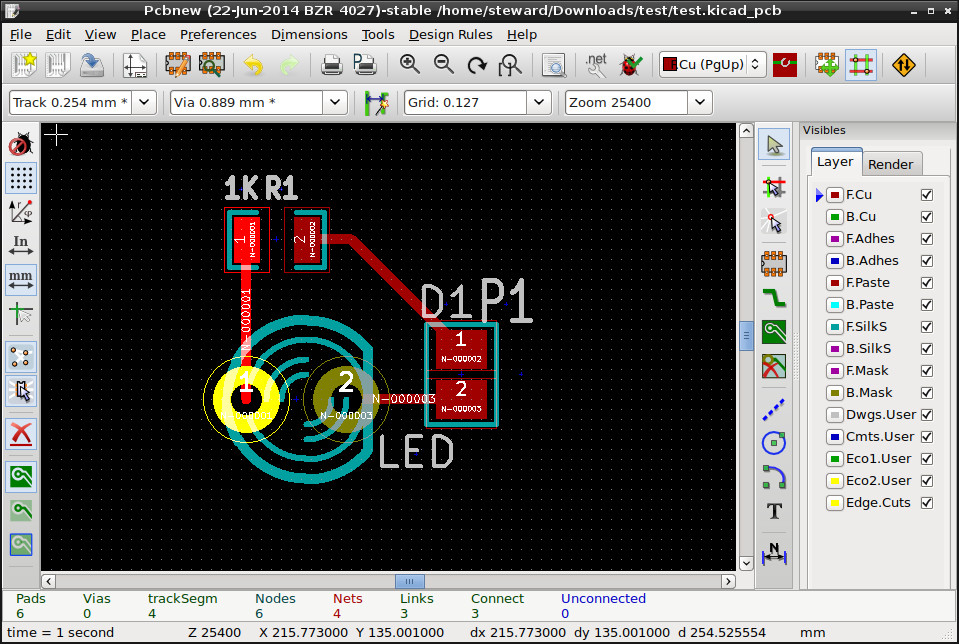 Pcbnew (22-Jun-2014 BZR 4027)-stable /home/steward/Downloads/test/test.kicad_pcb
File Edit View Place Preferences Dimensions Tools Design Rules Help
.net
F.Cu (PgUp)
Track 0.254 mm *
Via 0.889 mm *
Grid: 0.127
Zoom 25400
In
mm
1K R1
1
N-000001
2
N-000002
N-000001
D1 P1
1
N-000002
2
N-000003
1
2
N-000003
N-000003
LED
T
N
Visibles
Layer Render
F.Cu
B.Cu
F.Adhes
B.Adhes
F.Paste
B.Paste
F.SilkS
B.SilkS
F.Mask
B.Mask
Dwgs.User
Cmts.User
Eco1.User
Eco2.User
Edge.Cuts
Pads Vias trackSegm Nodes Nets Links Connect Unconnected
6 0 4 6 4 3 3 0
time = 1 second Z 25400 X 215.773000 Y 135.001000 dx 215.773000 dy 135.001000 d 254.525554 mm